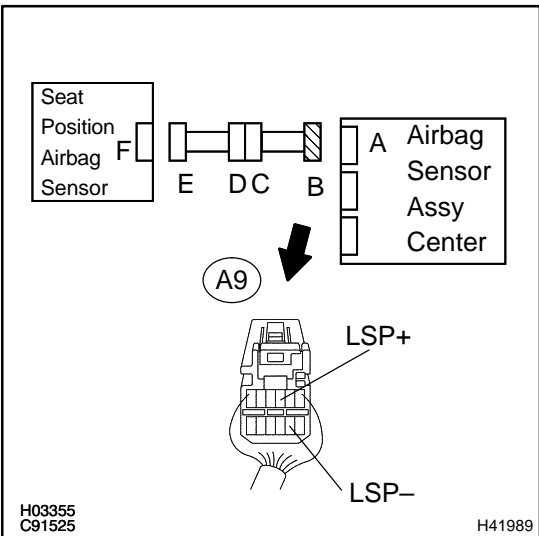 Seat
Position
Airbag
Sensor
F
E
D
C
B
A
Airbag
Sensor
Assy
Center
A9
LSP+
LSP–
H03355
C91525
H41989